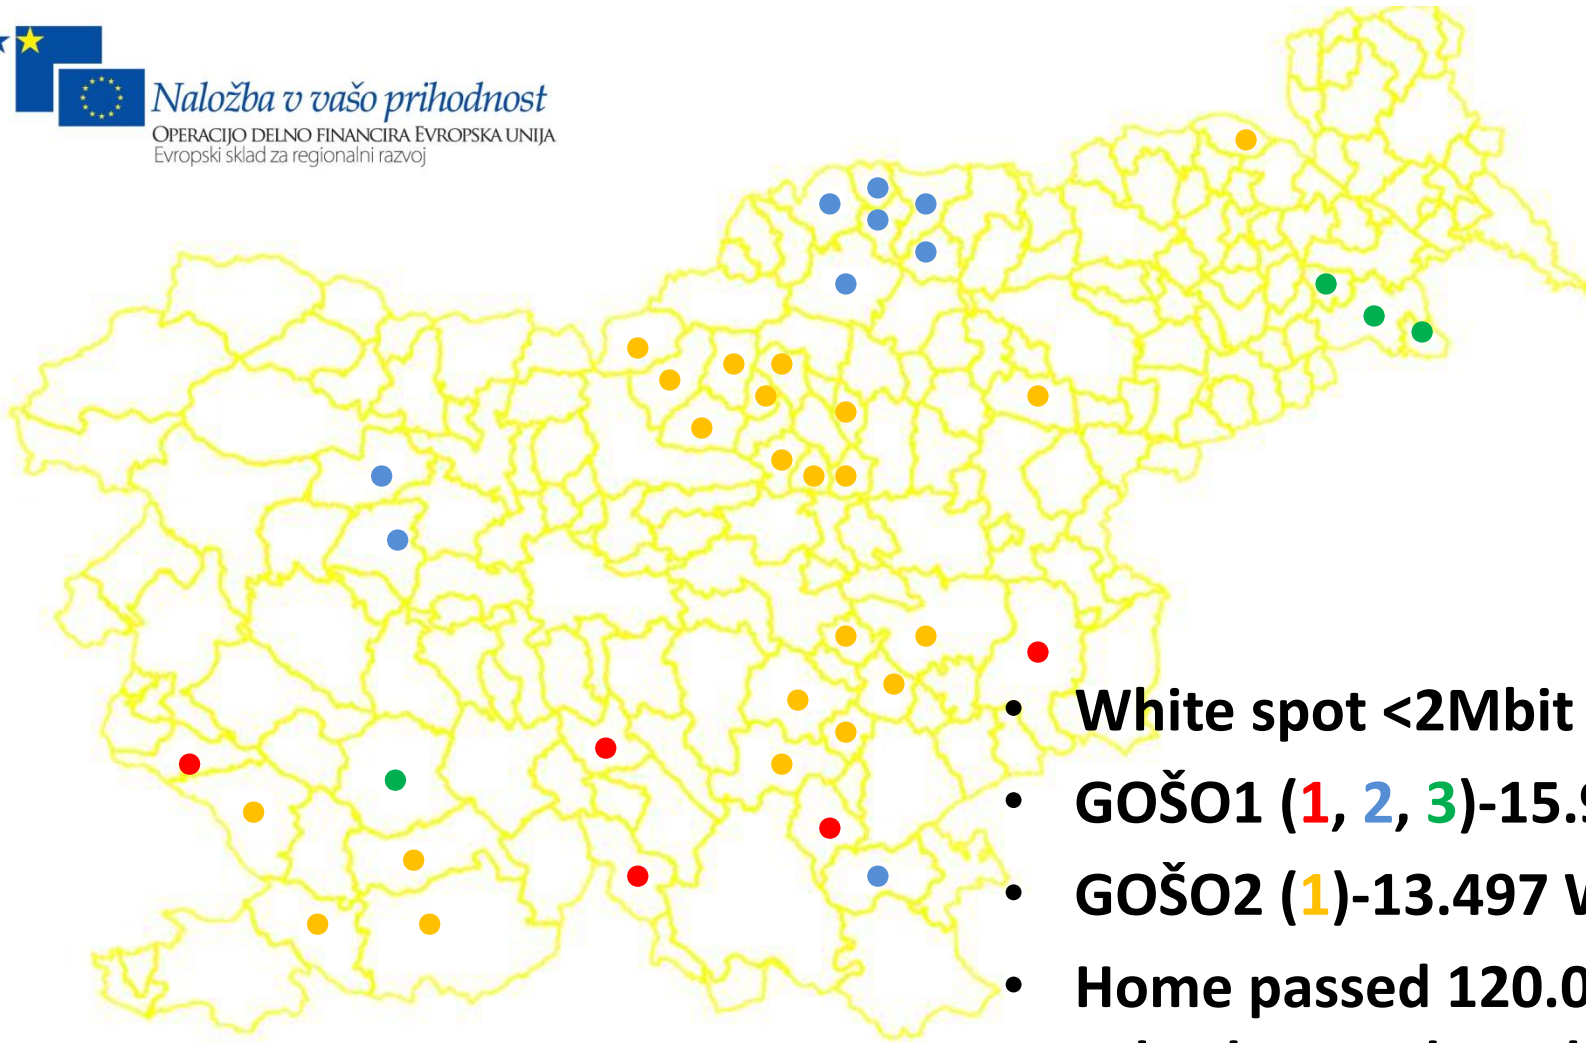 Naložba v vašo prihodnost
OPERACIJO DELNO FINANCIRA EVROPSKA UNIJA
Evropski sklad za regionalni razvoj
• White spot <2Mbit
• GOŠO1 (1, 2, 3)-15.9
• GOŠO2 (1)-13.497 W
• Home passed 120.0